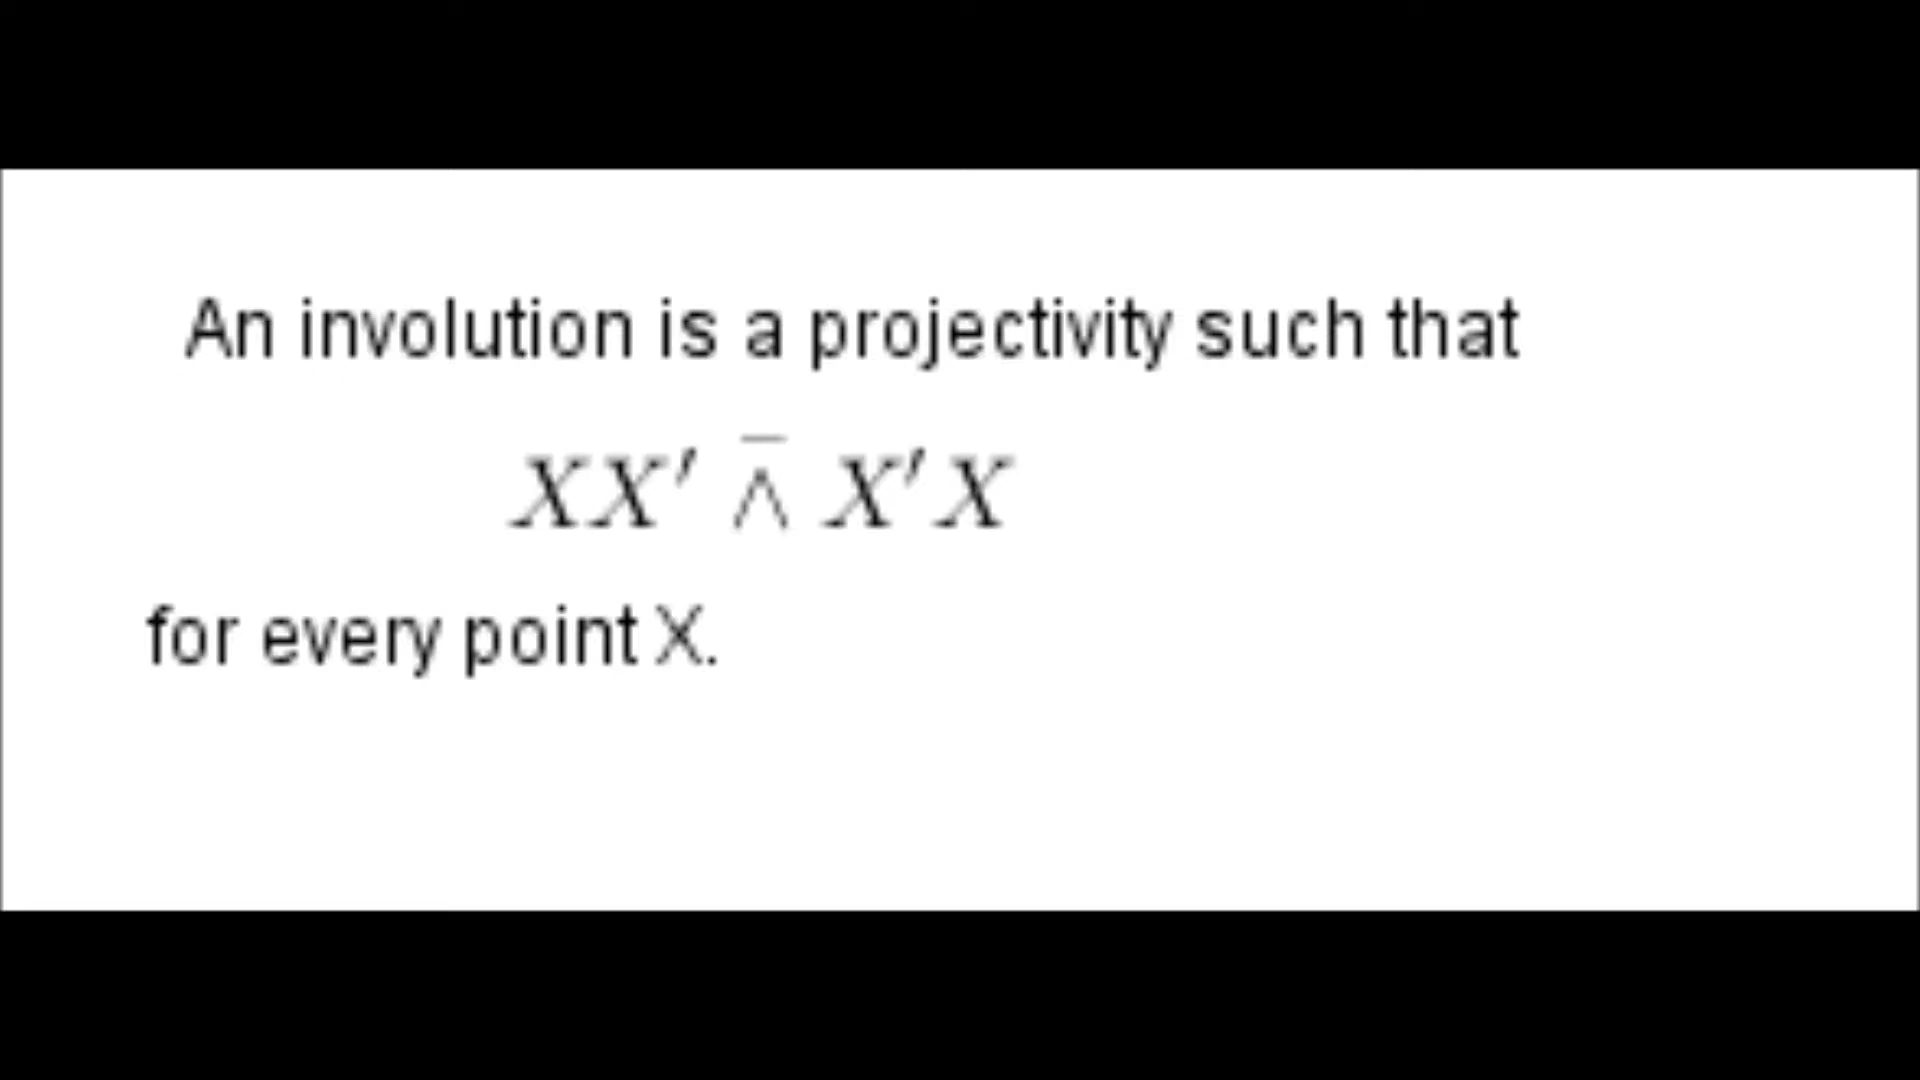 An involution is a projectivity such that
XX′ ⊼ X′X
for every point X.